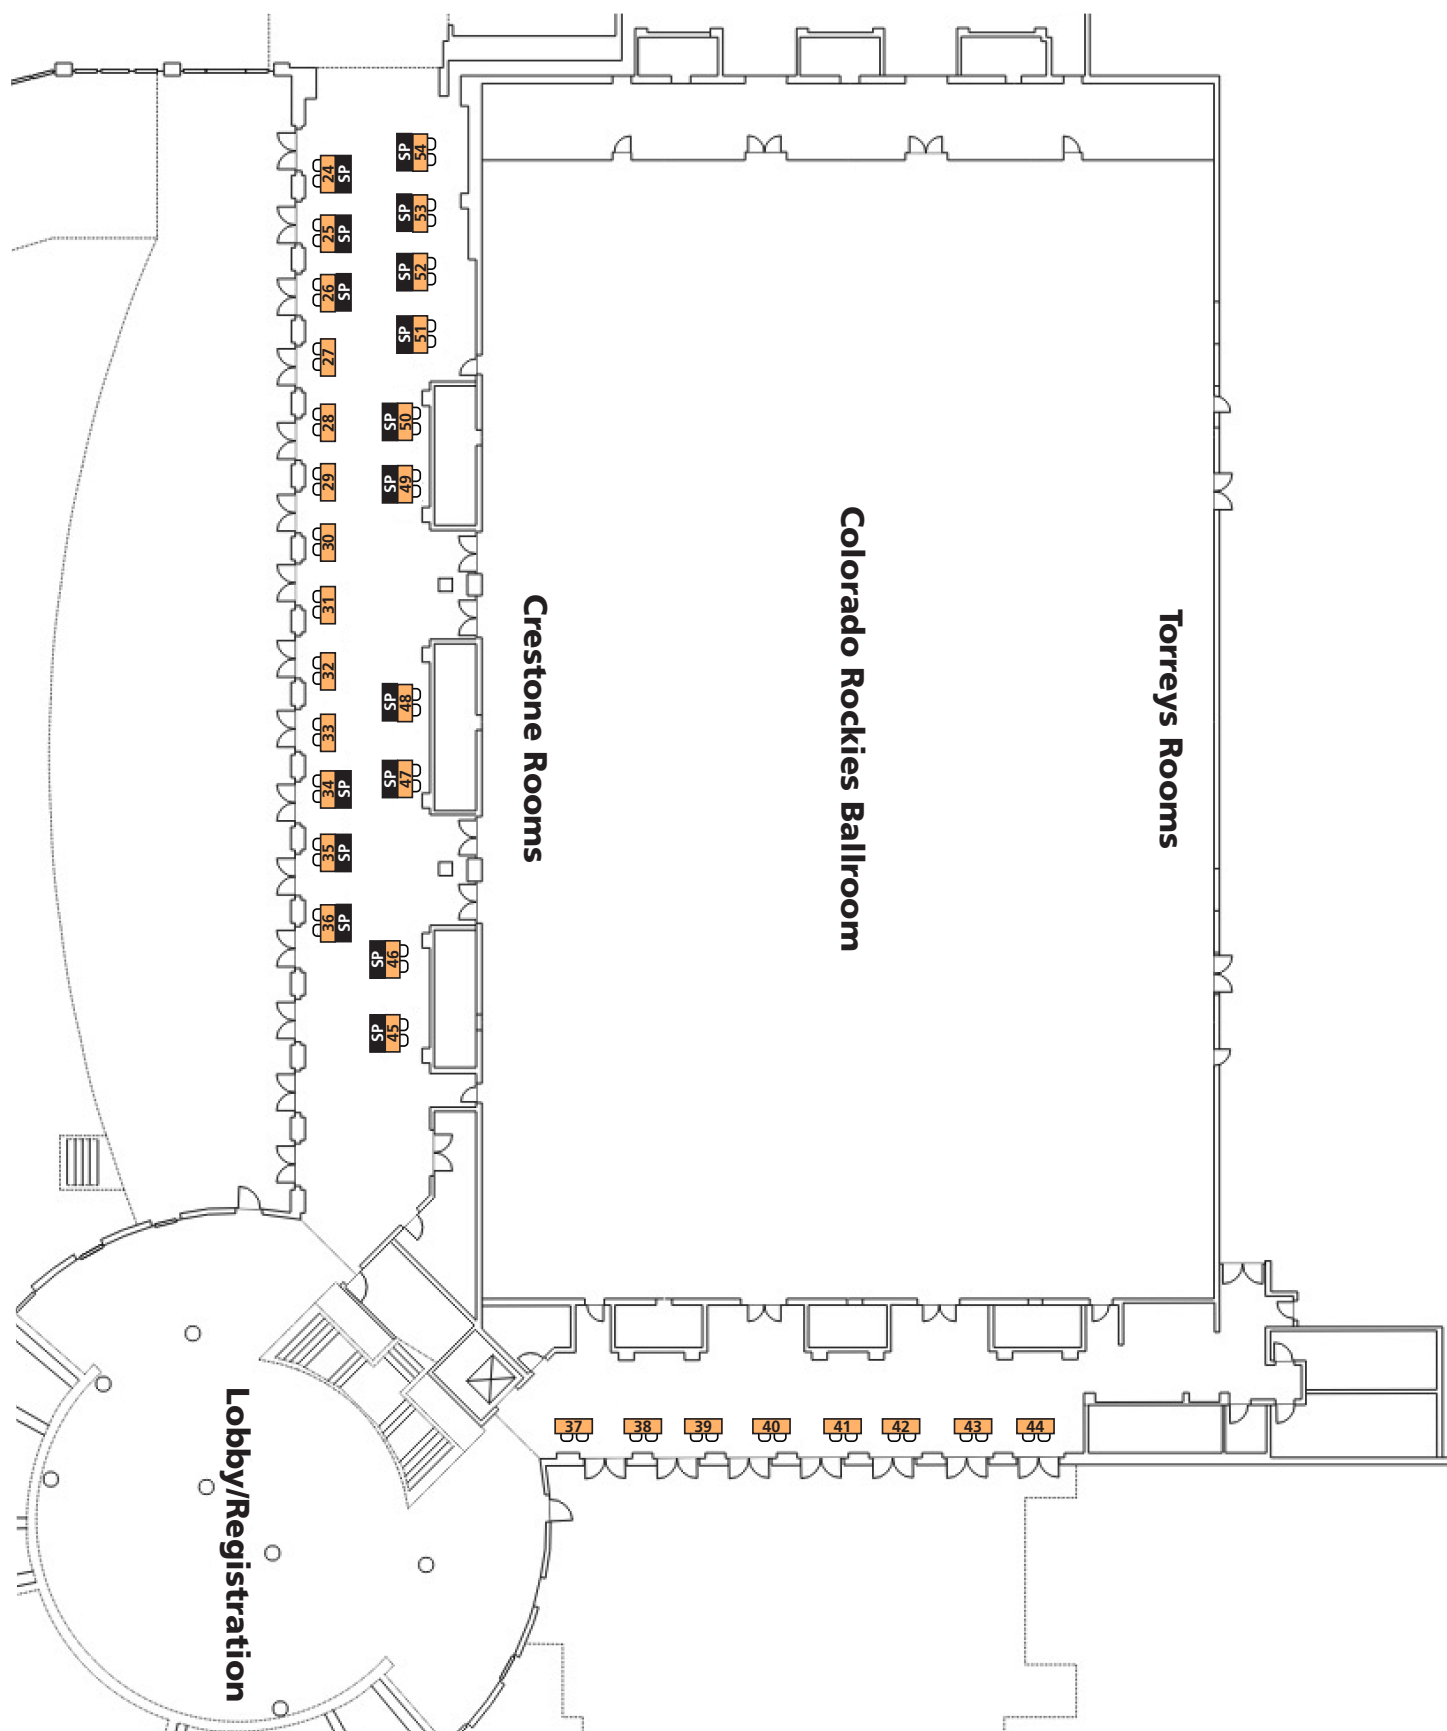 54 SP
24 SP
53 SP
25 SP
52 SP
26 SP
51 SP
27
28
50 SP
29
49 SP
30
31
32
48 SP
33
47 SP
34 SP
35 SP
36 SP
46 SP
45 SP
Crestone Rooms
Colorado Rockies Ballroom
Torreys Rooms
37
38
39
40
41
42
43
44
Lobby/Registration